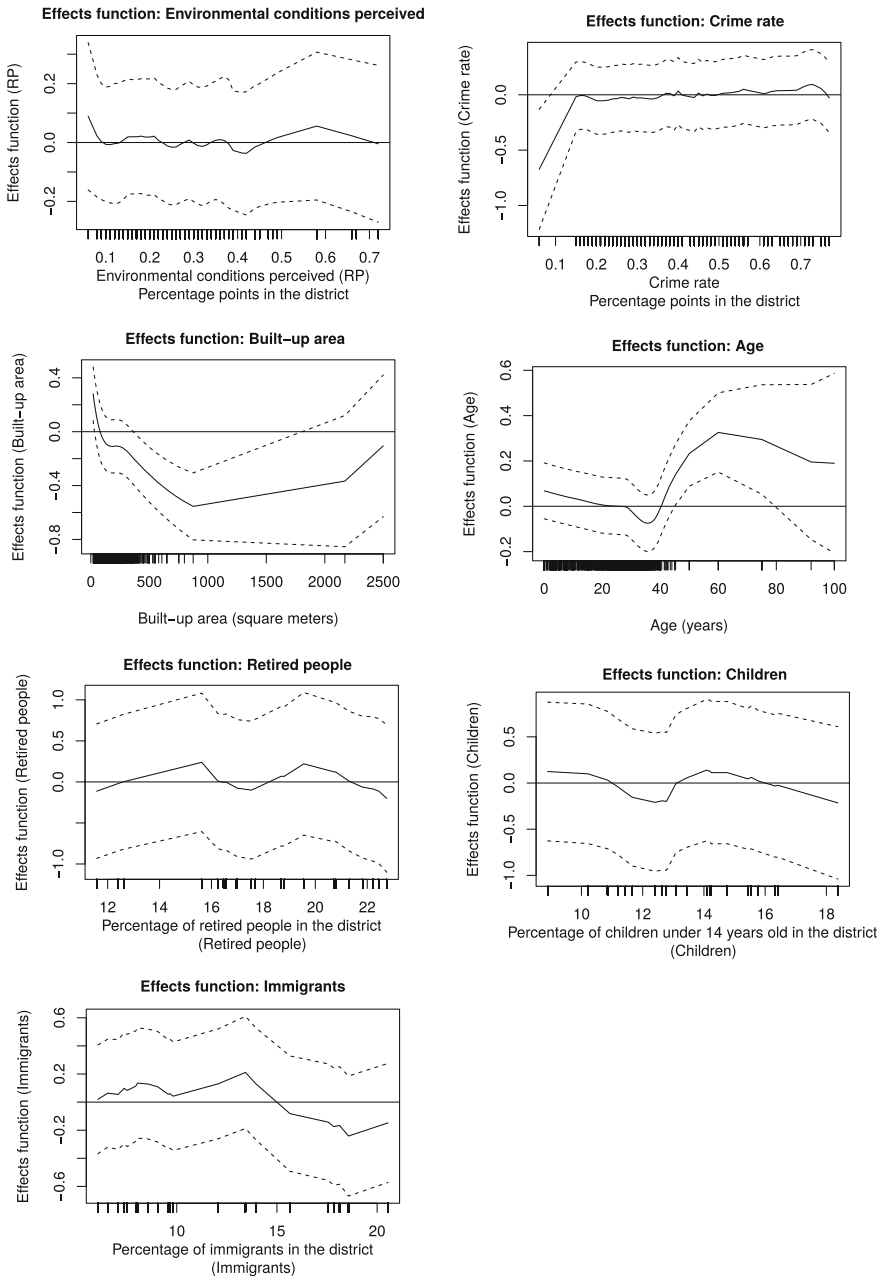 Effects function: Environmental conditions perceived
Effects function (RP)
0.2
0.0
−0.2
0.1 0.2 0.3 0.4 0.5 0.6 0.7
Environmental conditions perceived (RP)
Percentage points in the district
Effects function: Crime rate
Effects function (Crime rate)
0.0
−0.5
−1.0
0.1 0.2 0.3 0.4 0.5 0.6 0.7
Crime rate
Percentage points in the district
Effects function: Built−up area
Effects function (Built−up area)
0.4
0.0
−0.4
−0.8
0 500 1000 1500 2000 2500
Built−up area (square meters)
Effects function: Age
Effects function (Age)
0.6
0.4
0.2
0.0
−0.2
0 20 40 60 80 100
Age (years)
Effects function: Retired people
Effects function (Retired people)
1.0
0.5
0.0
−1.0
12 14 16 18 20 22
Percentage of retired people in the district
(Retired people)
Effects function: Children
Effects function (Children)
0.5
0.0
−0.5
−1.0
10 12 14 16 18
Percentage of children under 14 years old in the district
(Children)
Effects function: Immigrants
Effects function (Immigrants)
0.6
0.2
−0.2
−0.6
10 15 20
Percentage of immigrants in the district
(Immigrants)